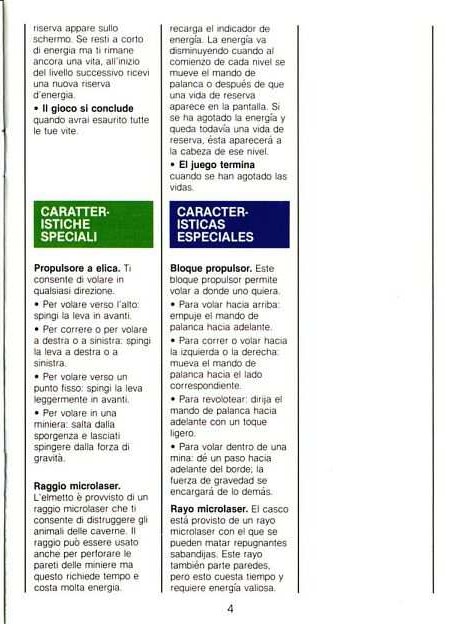 riserva appare sullo
schermo. Se resti a corto
di energia ma ti rimane
ancora una vita, all'inizio
del livello successivo ricevi
una nuova riserva
d'energia.
• Il gioco si conclude
quando avrai esaurito tutte
le tue vite.
CARATTER-
ISTICHE
SPECIALI
Propulsore a elica. Ti
consente di volare in
qualsiasi direzione.
• Per volare verso l'alto:
spingi la leva in avanti.
• Per correre o per volare
a destra o a sinistra: spingi
la leva a destra o a
sinistra.
• Per volare verso un
punto fisso: spingi la leva
leggermente in avanti.
• Per volare in una
miniera: salta dalla
sporgenza e lasciati
spingere dalla forza di
gravità.
Raggio microlaser.
L'elmetto è provvisto di un
raggio microlaser che ti
consente di distruggere gli
animali delle caverne. Il
raggio può essere usato
anche per perforare le
pareti delle miniere ma
questo richiede tempo e
costa molta energia.
recarga el indicador de
energía. La energía va
disminuyendo cuando al
comienzo de cada nivel se
mueve el mando de
palanca o después de que
una vida de reserva
aparece en la pantalla. Si
se ha agotado la energía y
queda todavía una vida de
reserva, ésta aparecerá a
la cabeza de ese nivel.
• El juego termina
cuando se han agotado las
vidas.
CARACTER-
ISTICAS
ESPECIALES
Bloque propulsor. Este
bloque propulsor permite
volar a donde uno quiera.
• Para volar hacia arriba:
empuje el mando de
palanca hacia adelante.
• Para correr o volar hacia
la izquierda o la derecha:
mueva el mando de
palanca hacia el lado
correspondiente.
• Para revolotear: dirija el
mando de palanca hacia
adelante con un toque
ligero.
• Para volar dentro de una
mina: dé un paso hacia
adelante del borde; la
fuerza de gravedad se
encargará de lo demás.
Rayo microlaser. El casco
está provisto de un rayo
microlaser con el que se
pueden matar repugnantes
sabandijas. Este rayo
también parte paredes,
pero esto cuesta tiempo y
requiere energía valiosa.
4